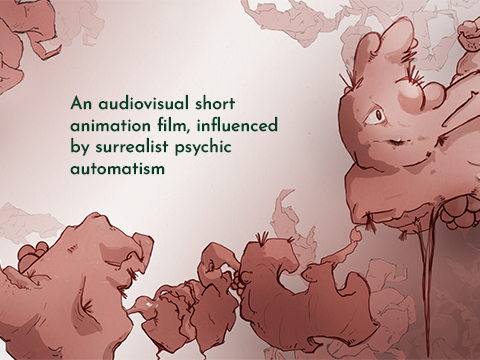 An audiovisual short
animation film, influenced
by surrealist psychic
automatism